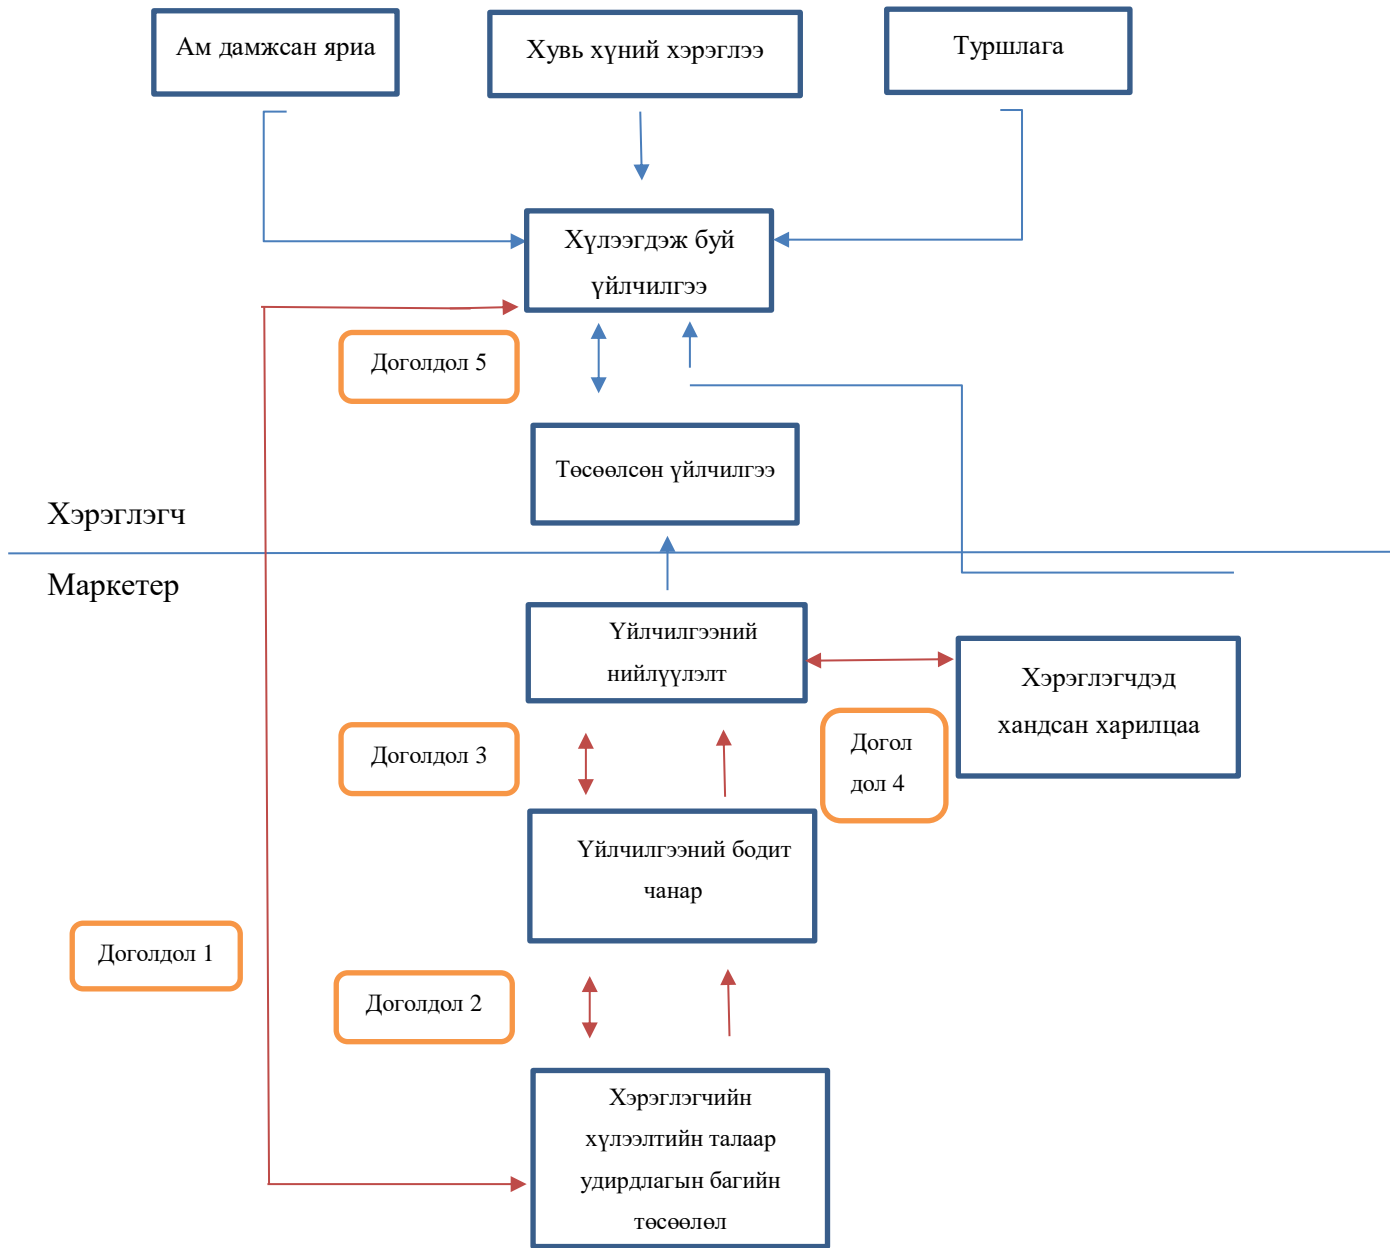 Ам дамжсан яриа
Хувь хүний хэрэглээ
Туршлага
Хүлээгдэж буй
үйлчилгээ
Доголдол 5
Төсөөлсөн үйлчилгээ
Хэрэглэгч
Маркетер
Үйлчилгээний
нийлүүлэлт
Хэрэглэгчдэд
хандсан харилцаа
Доголдол 3
Догол
дол 4
Үйлчилгээний бодит
чанар
Доголдол 1
Доголдол 2
Хэрэглэгчийн
хүлээлтийн талаар
удирдлагын багийн
төсөөлөл